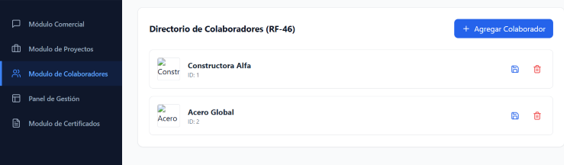 Módulo Comercial
Modulo de Proyectos
Modulo de Colaboradores
Panel de Gestión
Modulo de Certificados
Directorio de Colaboradores (RF-46)
+ Agregar Colaborador
Constr
Constructora Alfa
ID: 1
Acero
Acero Global
ID: 2